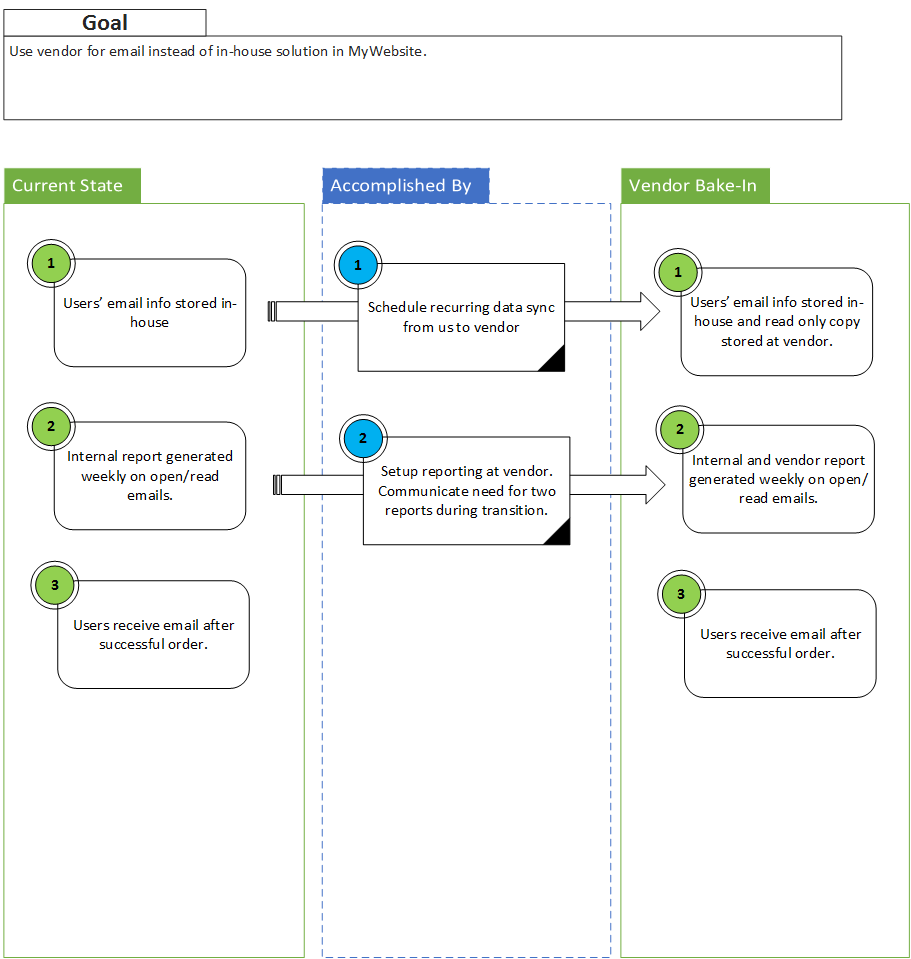 Goal
Use vendor for email instead of in-house solution in MyWebsite.
Current State
Accomplished By
Vendor Bake-In
1
Users’ email info stored in-
house
1
Schedule recurring data sync
from us to vendor
1
Users’ email info stored in-
house and read only copy
stored at vendor.
2
Internal report generated
weekly on open/read
emails.
2
Setup reporting at vendor.
Communicate need for two
reports during transition.
2
Internal and vendor report
generated weekly on open/
read emails.
3
Users receive email after
successful order.
3
Users receive email after
successful order.